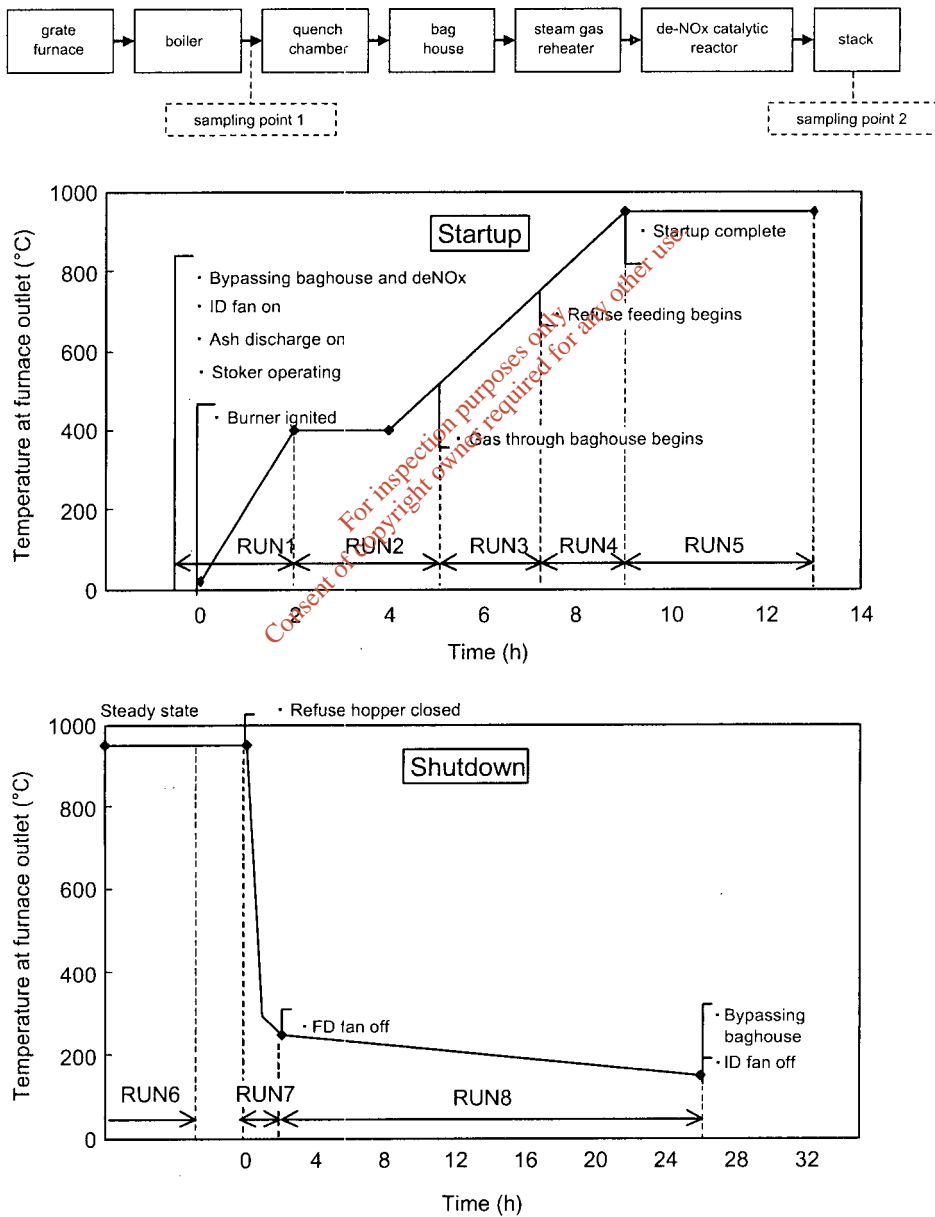 grate furnace
boiler
quench chamber
bag house
steam gas reheater
de-NOx catalytic reactor
stack
sampling point 1
sampling point 2
Temperature at furnace outlet (°C)
1000
800
600
400
200
0
Startup
· Bypassing baghouse and deNOx
· ID fan on
· Ash discharge on
· Stoker operating
· Burner ignited
· Startup complete
· Refuse feeding begins
· Gas through baghouse begins
RUN1
RUN2
RUN3
RUN4
RUN5
0 2 4 6 8 10 12 14
Time (h)
For inspection purposes only
Consent of copyright owner required for any other use.
Temperature at furnace outlet (°C)
1000
800
600
400
200
0
Steady state
· Refuse hopper closed
Shutdown
· FD fan off
· Bypassing
baghouse
· ID fan off
RUN6
RUN7
RUN8
0 4 8 12 16 20 24 28 32
Time (h)